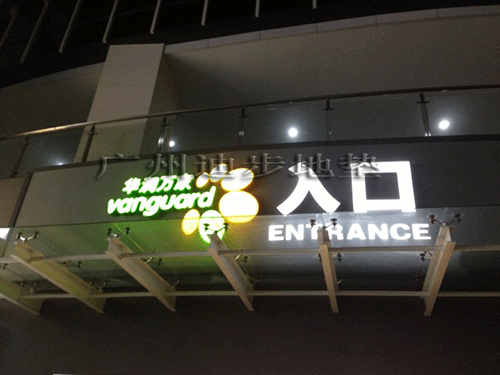 广州迪步地垫
华润万家
vanguard
入口
ENTRANCE